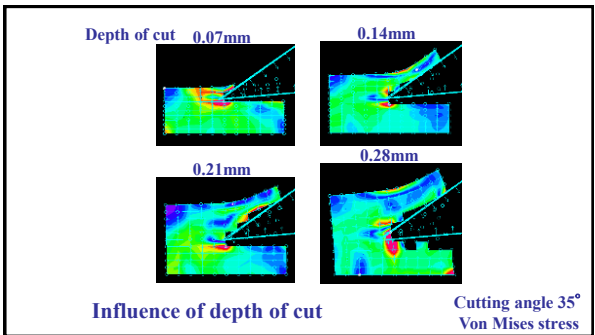 Depth of cut 0.07mm 0.14mm
0.21mm 0.28mm
Influence of depth of cut
Cutting angle 35°
Von Mises stress